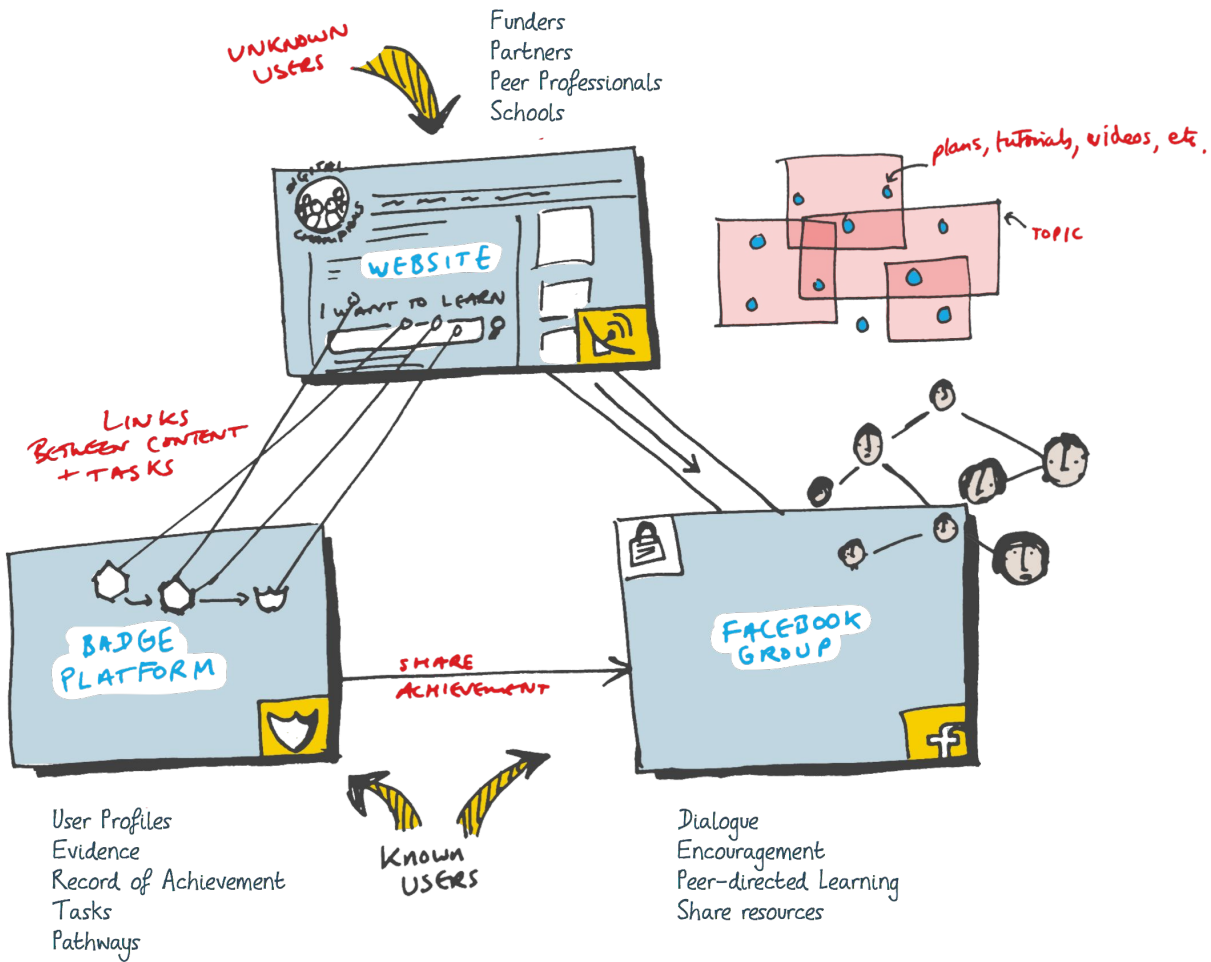 UNKNOWN
USERS
Funders
Partners
Peer Professionals
Schools
DIGITAL
CHAMPIONS
WEBSITE
I WANT TO LEARN
plans, tutorials, videos, etc.
TOPIC
LINKS
BETWEEN CONTENT
+ TASKS
BADGE
PLATFORM
SHARE
ACHIEVEMENT
FACEBOOK
GROUP
f
KNOWN
USERS
User Profiles
Evidence
Record of Achievement
Tasks
Pathways
Dialogue
Encouragement
Peer-directed Learning
Share resources